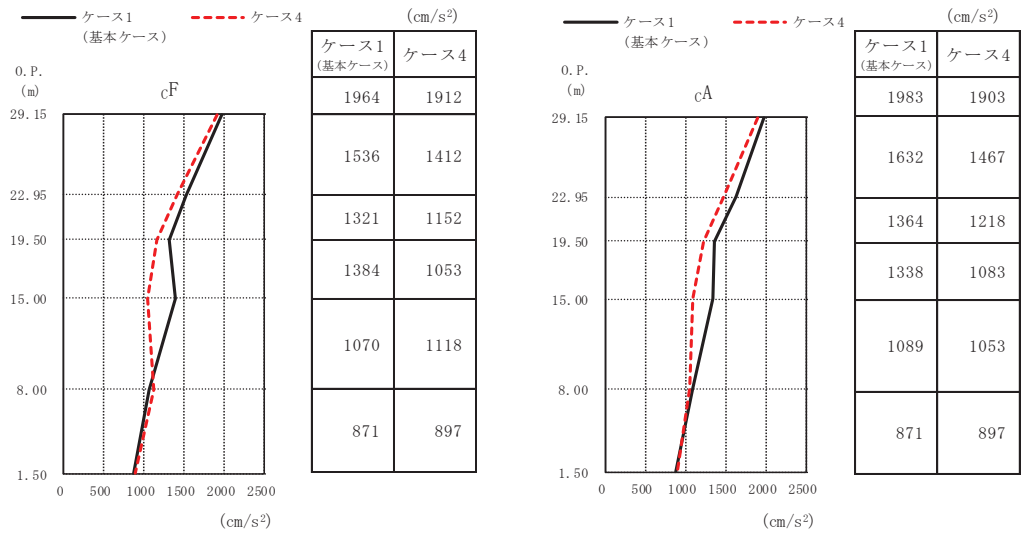 ケース1
(基本ケース)
ケース4
(cm/s²)
O.P.
(m)
cF
29.15
22.95
19.50
15.00
8.00
1.50
0 500 1000 1500 2000 2500
(cm/s²)
ケース1 ケース4
(基本ケース)
1964 1912
1536 1412
1321 1152
1384 1053
1070 1118
871 897
ケース1
(基本ケース)
ケース4
(cm/s²)
O.P.
(m)
cA
29.15
22.95
19.50
15.00
8.00
1.50
0 500 1000 1500 2000 2500
(cm/s²)
ケース1 ケース4
(基本ケース)
1983 1903
1632 1467
1364 1218
1338 1083
1089 1053
871 897